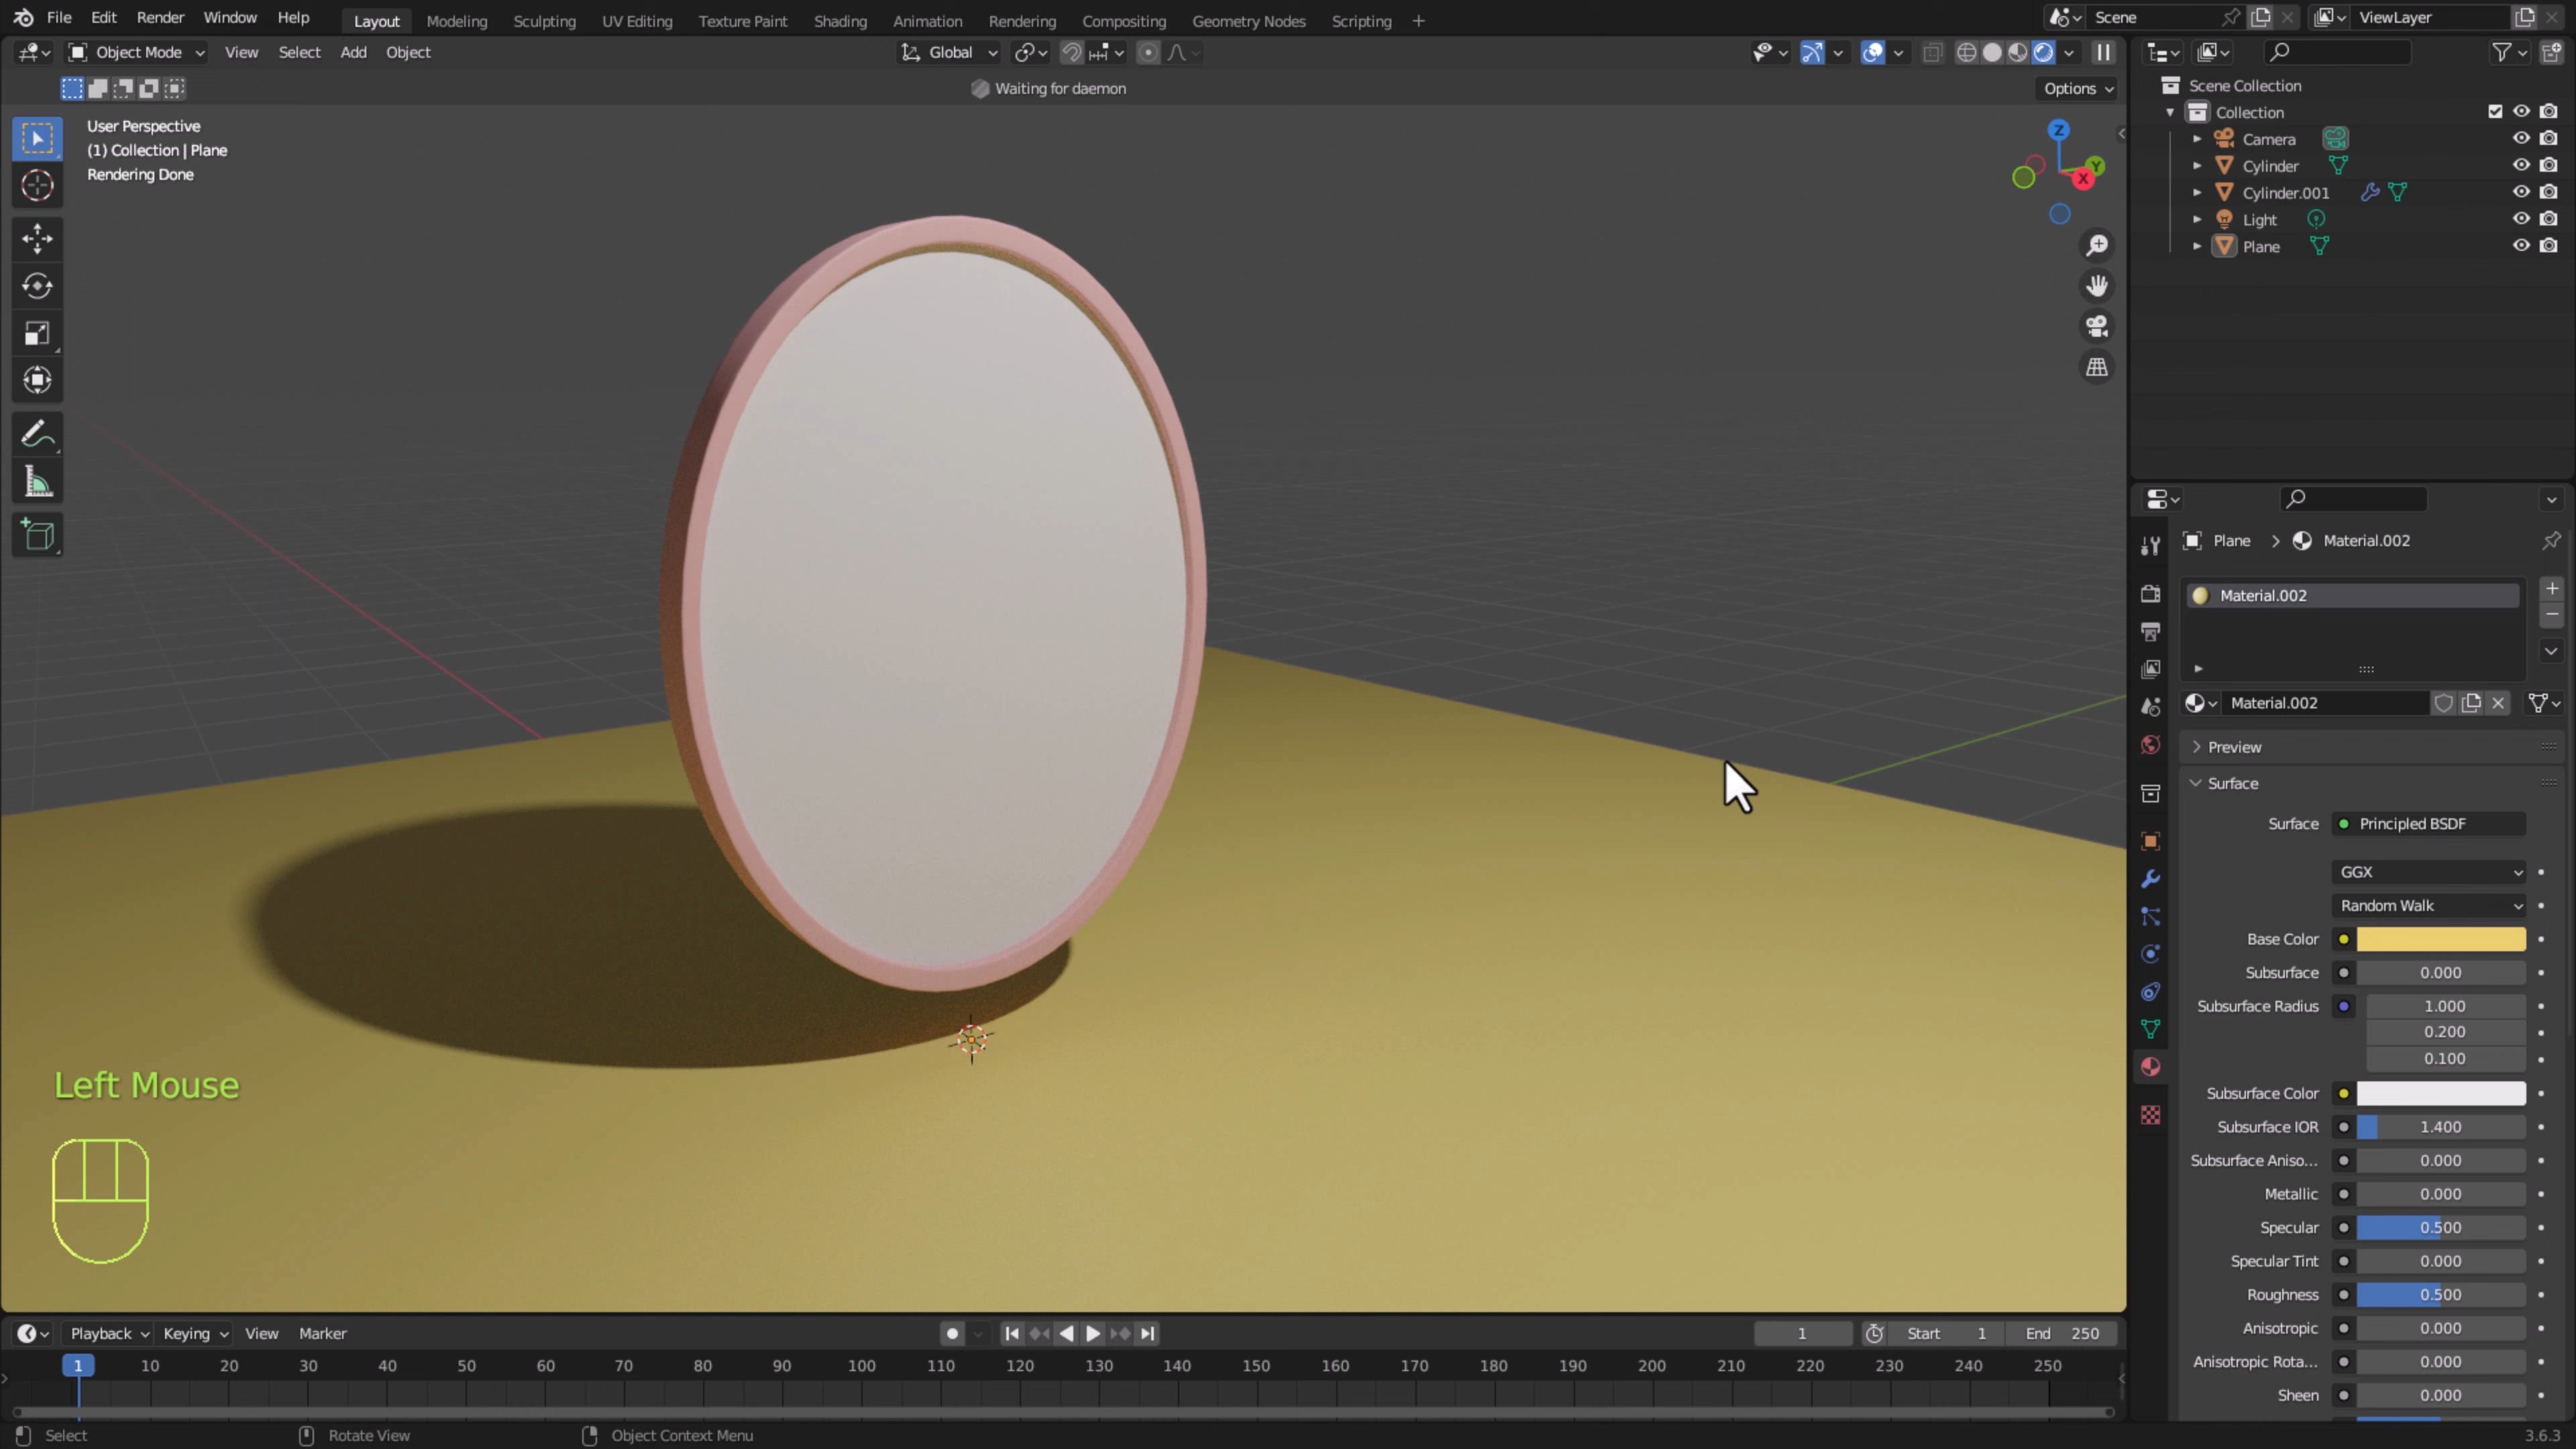 File Edit Render Window Help Layout Modeling Sculpting UV Editing Texture Paint Shading Animation Rendering Compositing Geometry Nodes Scripting + Scene ViewLayer
Object Mode View Select Add Object Global
Waiting for daemon Options
User Perspective
(1) Collection | Plane
Rendering Done
Z
Y
X
Left Mouse
Scene Collection
Collection
Camera
Cylinder
Cylinder.001
Light
Plane
Plane > Material.002
Material.002
Material.002
Preview
Surface
Surface Principled BSDF
GGX
Random Walk
Base Color
Subsurface 0.000
Subsurface Radius 1.000
0.200
0.100
Subsurface Color
Subsurface IOR 1.400
Subsurface Aniso... 0.000
Metallic 0.000
Specular 0.500
Specular Tint 0.000
Roughness 0.500
Anisotropic 0.000
Anisotropic Rota... 0.000
Sheen 0.000
Playback Keying View Marker 1 Start 1 End 250
1 10 20 30 40 50 60 70 80 90 100 110 120 130 140 150 160 170 180 190 200 210 220 230 240 250
Select Rotate View Object Context Menu 3.6.3